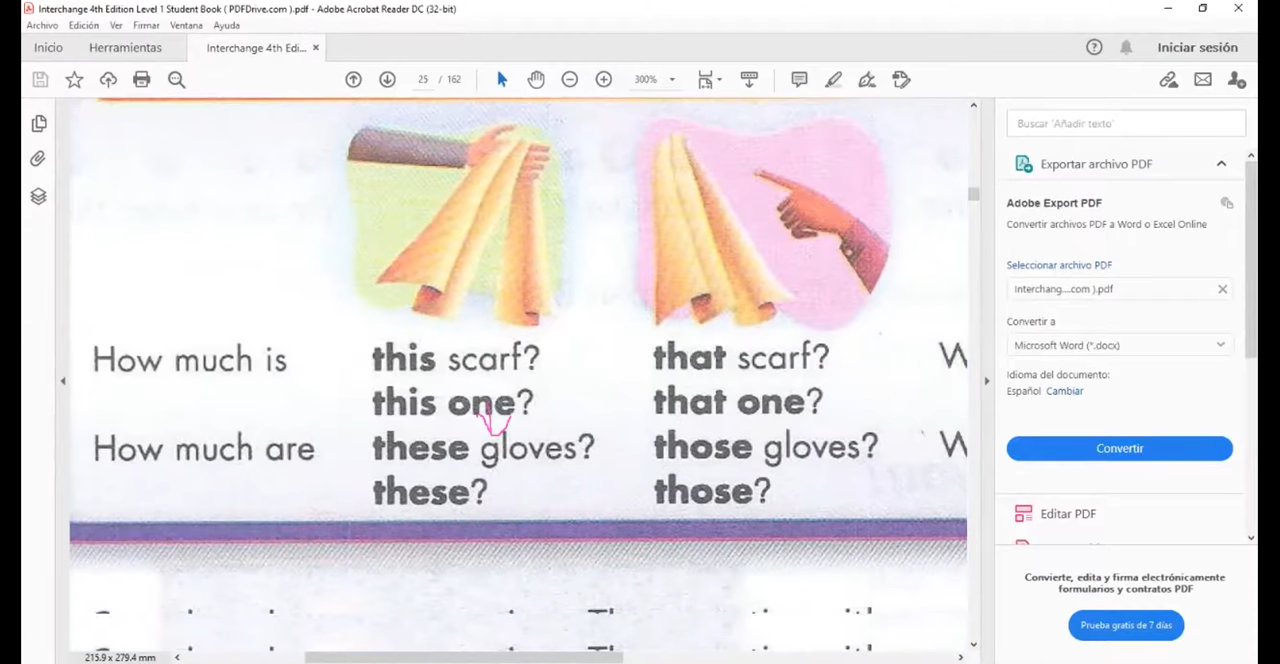 Interchange 4th Edition Level 1 Student Book ( PDFDrive.com ).pdf - Adobe Acrobat Reader DC (32-bit)
Archivo Edición Ver Firmar Ventana Ayuda
Inicio Herramientas Interchange 4th Edi... × Iniciar sesión
25 / 162 300%
Buscar 'Añadir texto'
Exportar archivo PDF
Adobe Export PDF
Convertir archivos PDF a Word o Excel Online
Seleccionar archivo PDF
Interchang....com ).pdf
Convertir a
Microsoft Word (*.docx)
Idioma del documento:
Español Cambiar
Convertir
Editar PDF
Convierte, edita y firma electrónicamente
formularios y contratos PDF
Prueba gratis de 7 días
How much is this scarf? that scarf? W
this one? that one?
How much are these gloves? those gloves? W
these? those?
215.9 x 279.4 mm